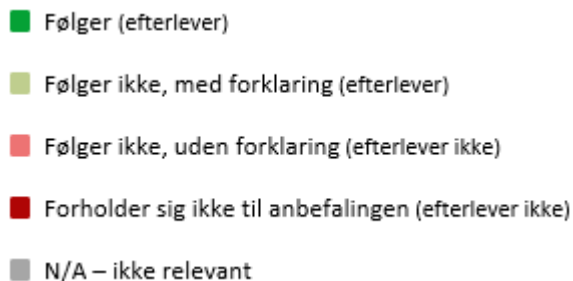 Følger (efterlever)
Følger ikke, med forklaring (efterlever)
Følger ikke, uden forklaring (efterlever ikke)
Forholder sig ikke til anbefalingen (efterlever ikke)
N/A – ikke relevant